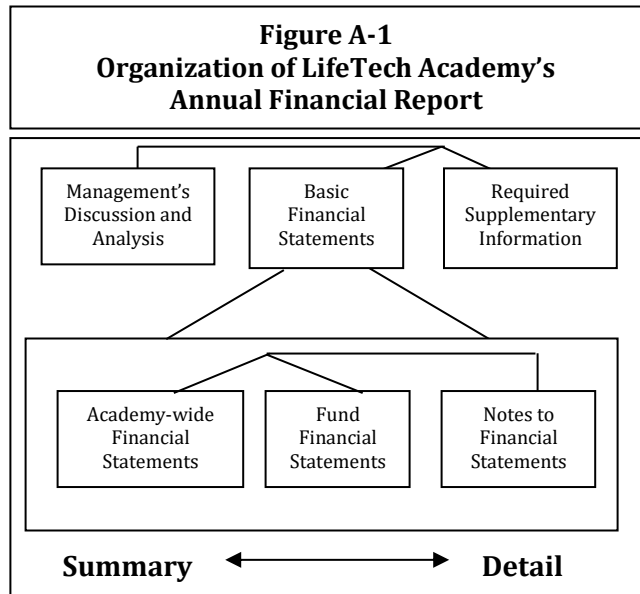 Figure A-1
Organization of LifeTech Academy's
Annual Financial Report
Management's
Discussion and
Analysis
Basic
Financial
Statements
Required
Supplementary
Information
Academy-wide
Financial
Statements
Fund
Financial
Statements
Notes to
Financial
Statements
Summary
Detail